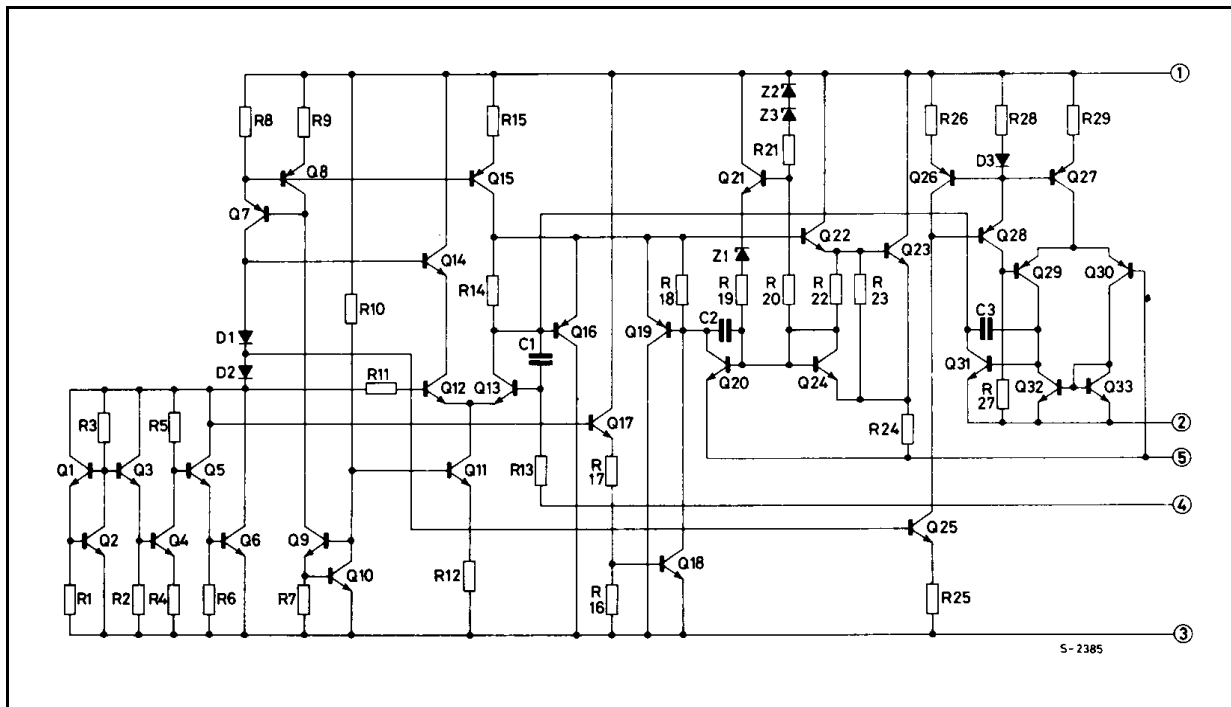 ①
Z2
R8 R9 R15 Z3 R26 R28 R29
R21
D3
Q8 Q15 Q21 Q26 Q27
Q7
Q22 Q28
Q14 Z1 Q23 Q29 Q30
R10 R14 R18 R19 R20 R22 R23
D1 C1 Q16 Q19 C2 C3
D2 Q31
R11 Q12 Q13 Q20 Q24 R27 Q32 Q33
R3 R5 Q17 R24 ②
Q1 Q3 Q5 Q11 R13 R17 ⑤
④
Q25
Q2 Q4 Q6 Q9 Q18
Q10
R1 R2 R4 R6 R7 R12 R16 R25
③
S-2385